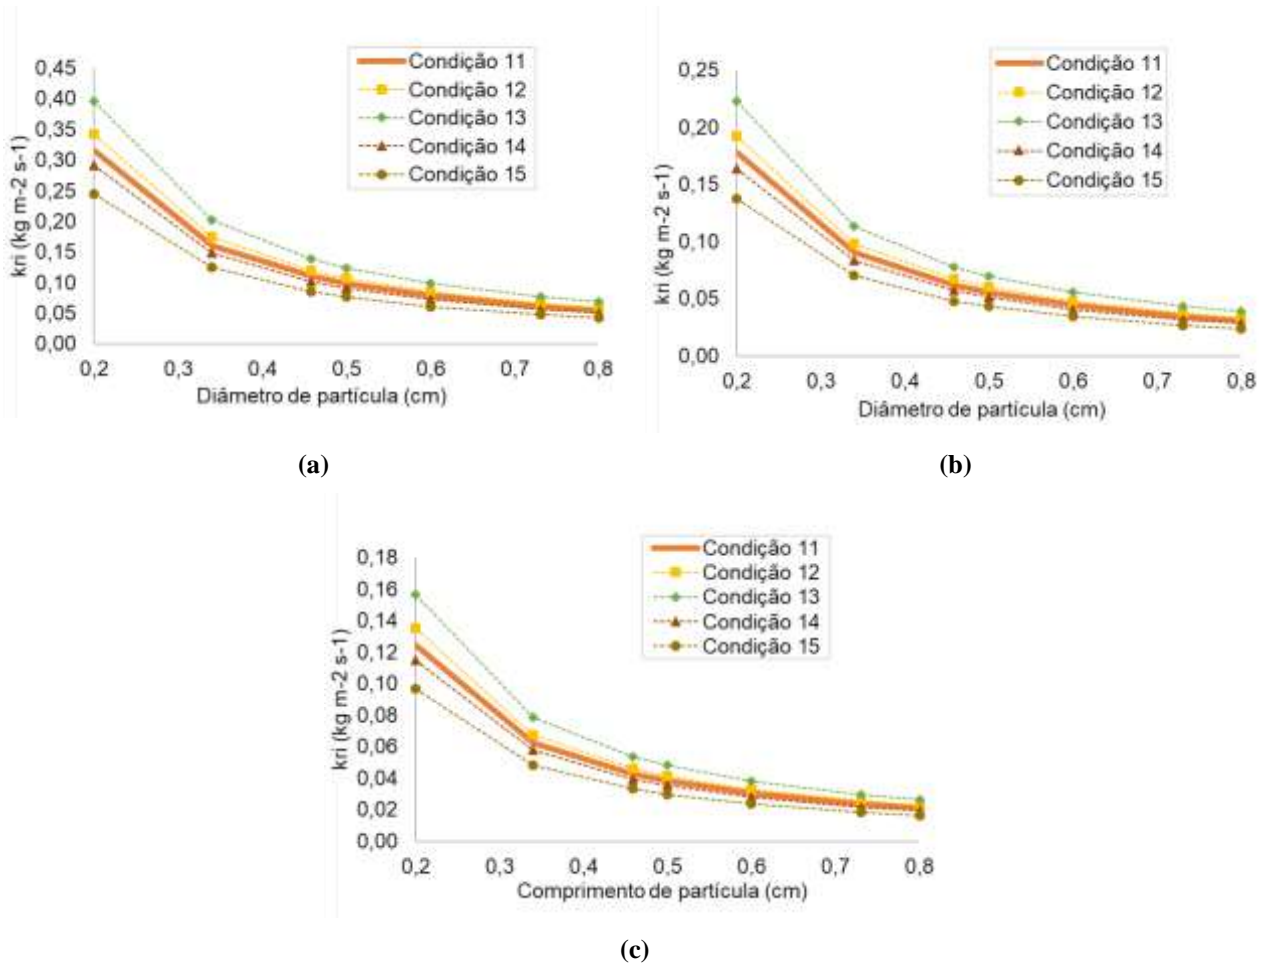 Condição 11
Condição 12
Condição 13
Condição 14
Condição 15
0,45
0,40
0,35
0,30
0,25
0,20
0,15
0,10
0,05
0,00
kri (kg m-2 s-1)
0,2 0,3 0,4 0,5 0,6 0,7 0,8
Diâmetro de partícula (cm)
(a)
Condição 11
Condição 12
Condição 13
Condição 14
Condição 15
0,25
0,20
0,15
0,10
0,05
0,00
kri (kg m-2 s-1)
0,2 0,3 0,4 0,5 0,6 0,7 0,8
Diâmetro de partícula (cm)
(b)
Condição 11
Condição 12
Condição 13
Condição 14
Condição 15
0,18
0,16
0,14
0,12
0,10
0,08
0,06
0,04
0,02
0,00
kri (kg m-2 s-1)
0,2 0,3 0,4 0,5 0,6 0,7 0,8
Comprimento de partícula (cm)
(c)